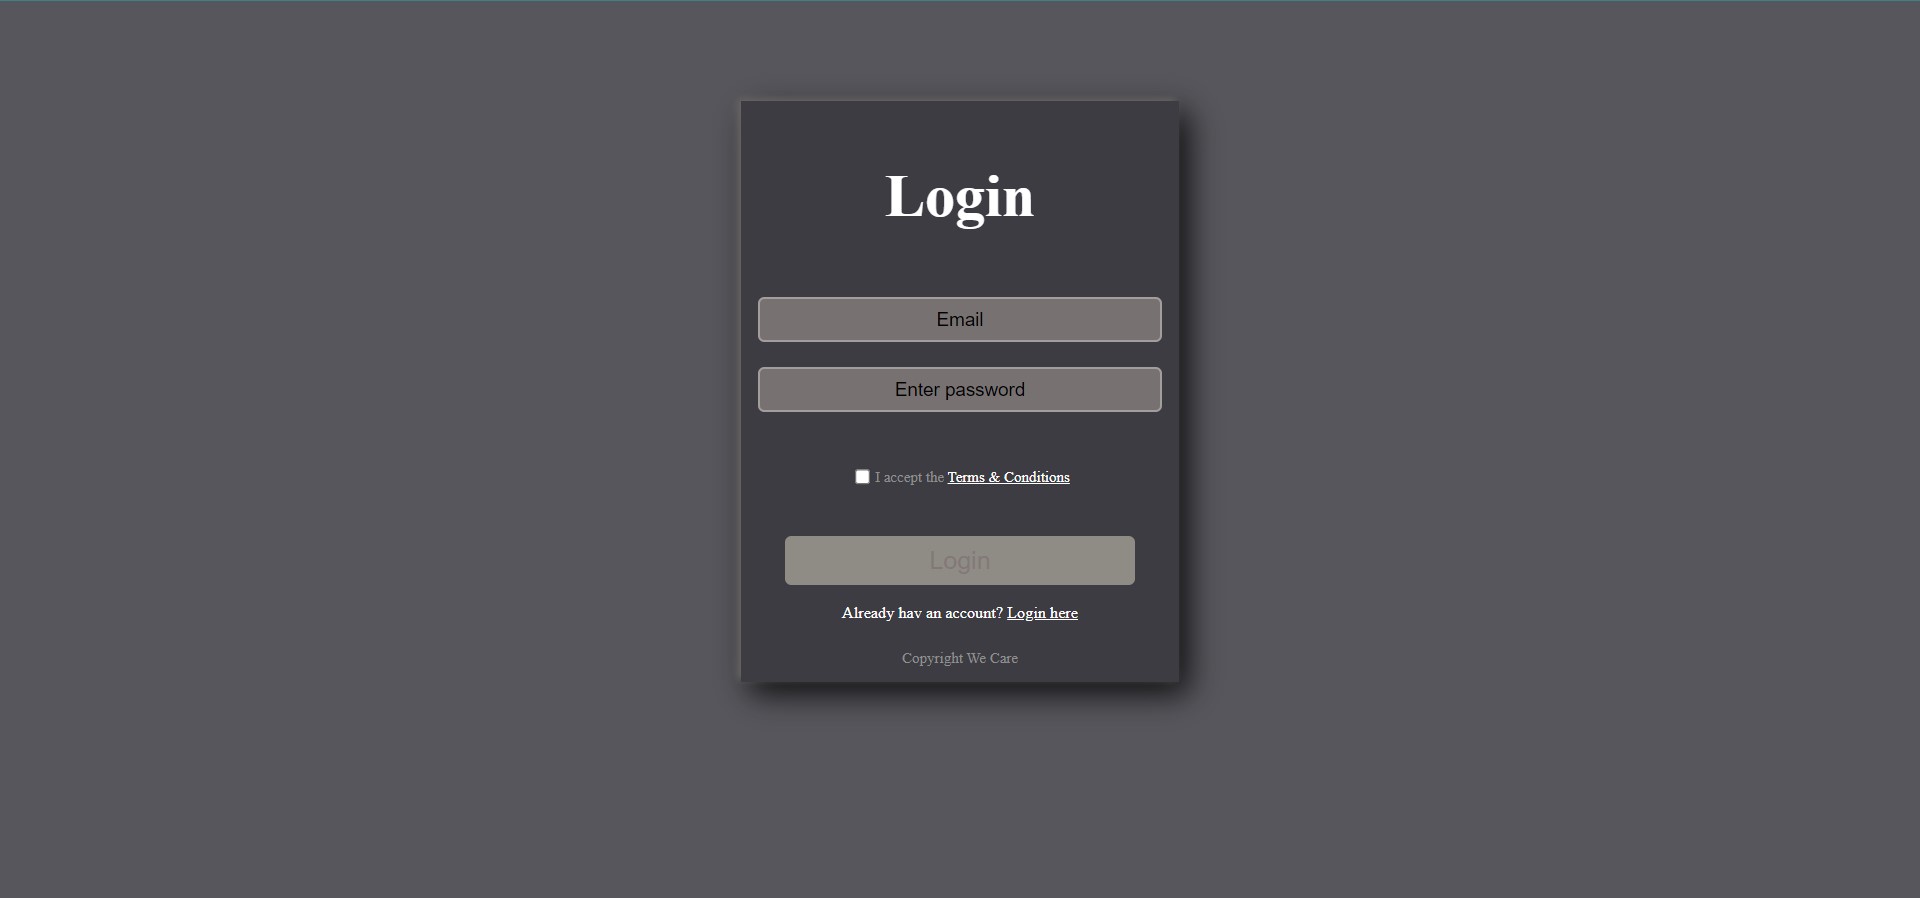 Login
Email
Enter password
I accept the Terms & Conditions
Login
Already hav an account? Login here
Copyright We Care